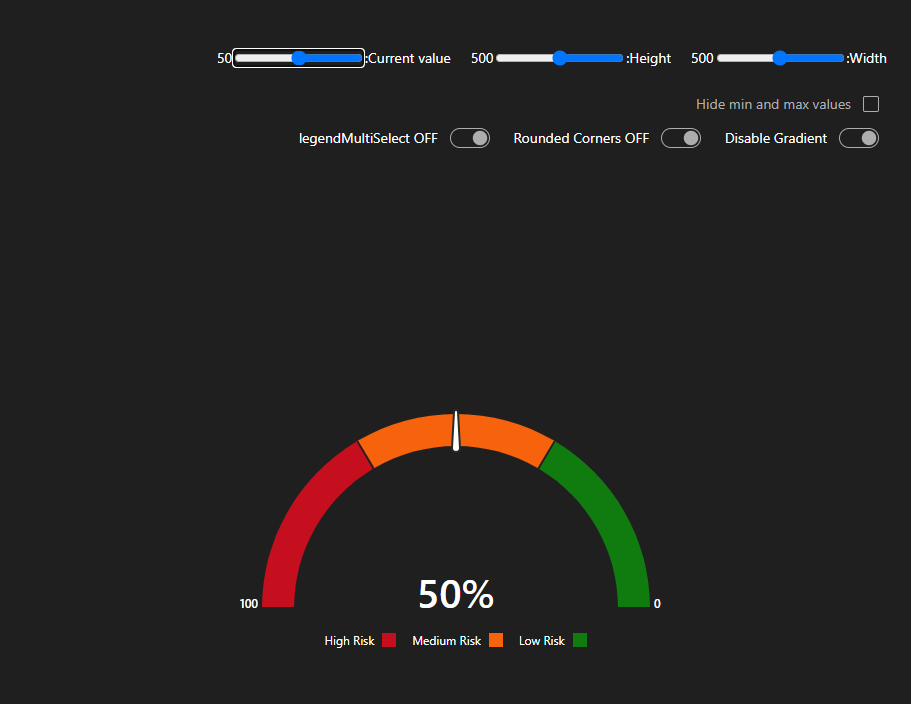 50 :Current value 500 :Height 500 :Width
Hide min and max values
legendMultiSelect OFF Rounded Corners OFF Disable Gradient
50%
100 0
High Risk Medium Risk Low Risk